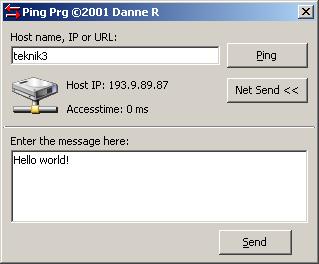 Ping Prg ©2001 Danne R
Host name, IP or URL:
teknik3
Ping
Host IP: 193.9.89.87
Net Send <<
Accesstime: 0 ms
Enter the message here:
Hello world!
Send